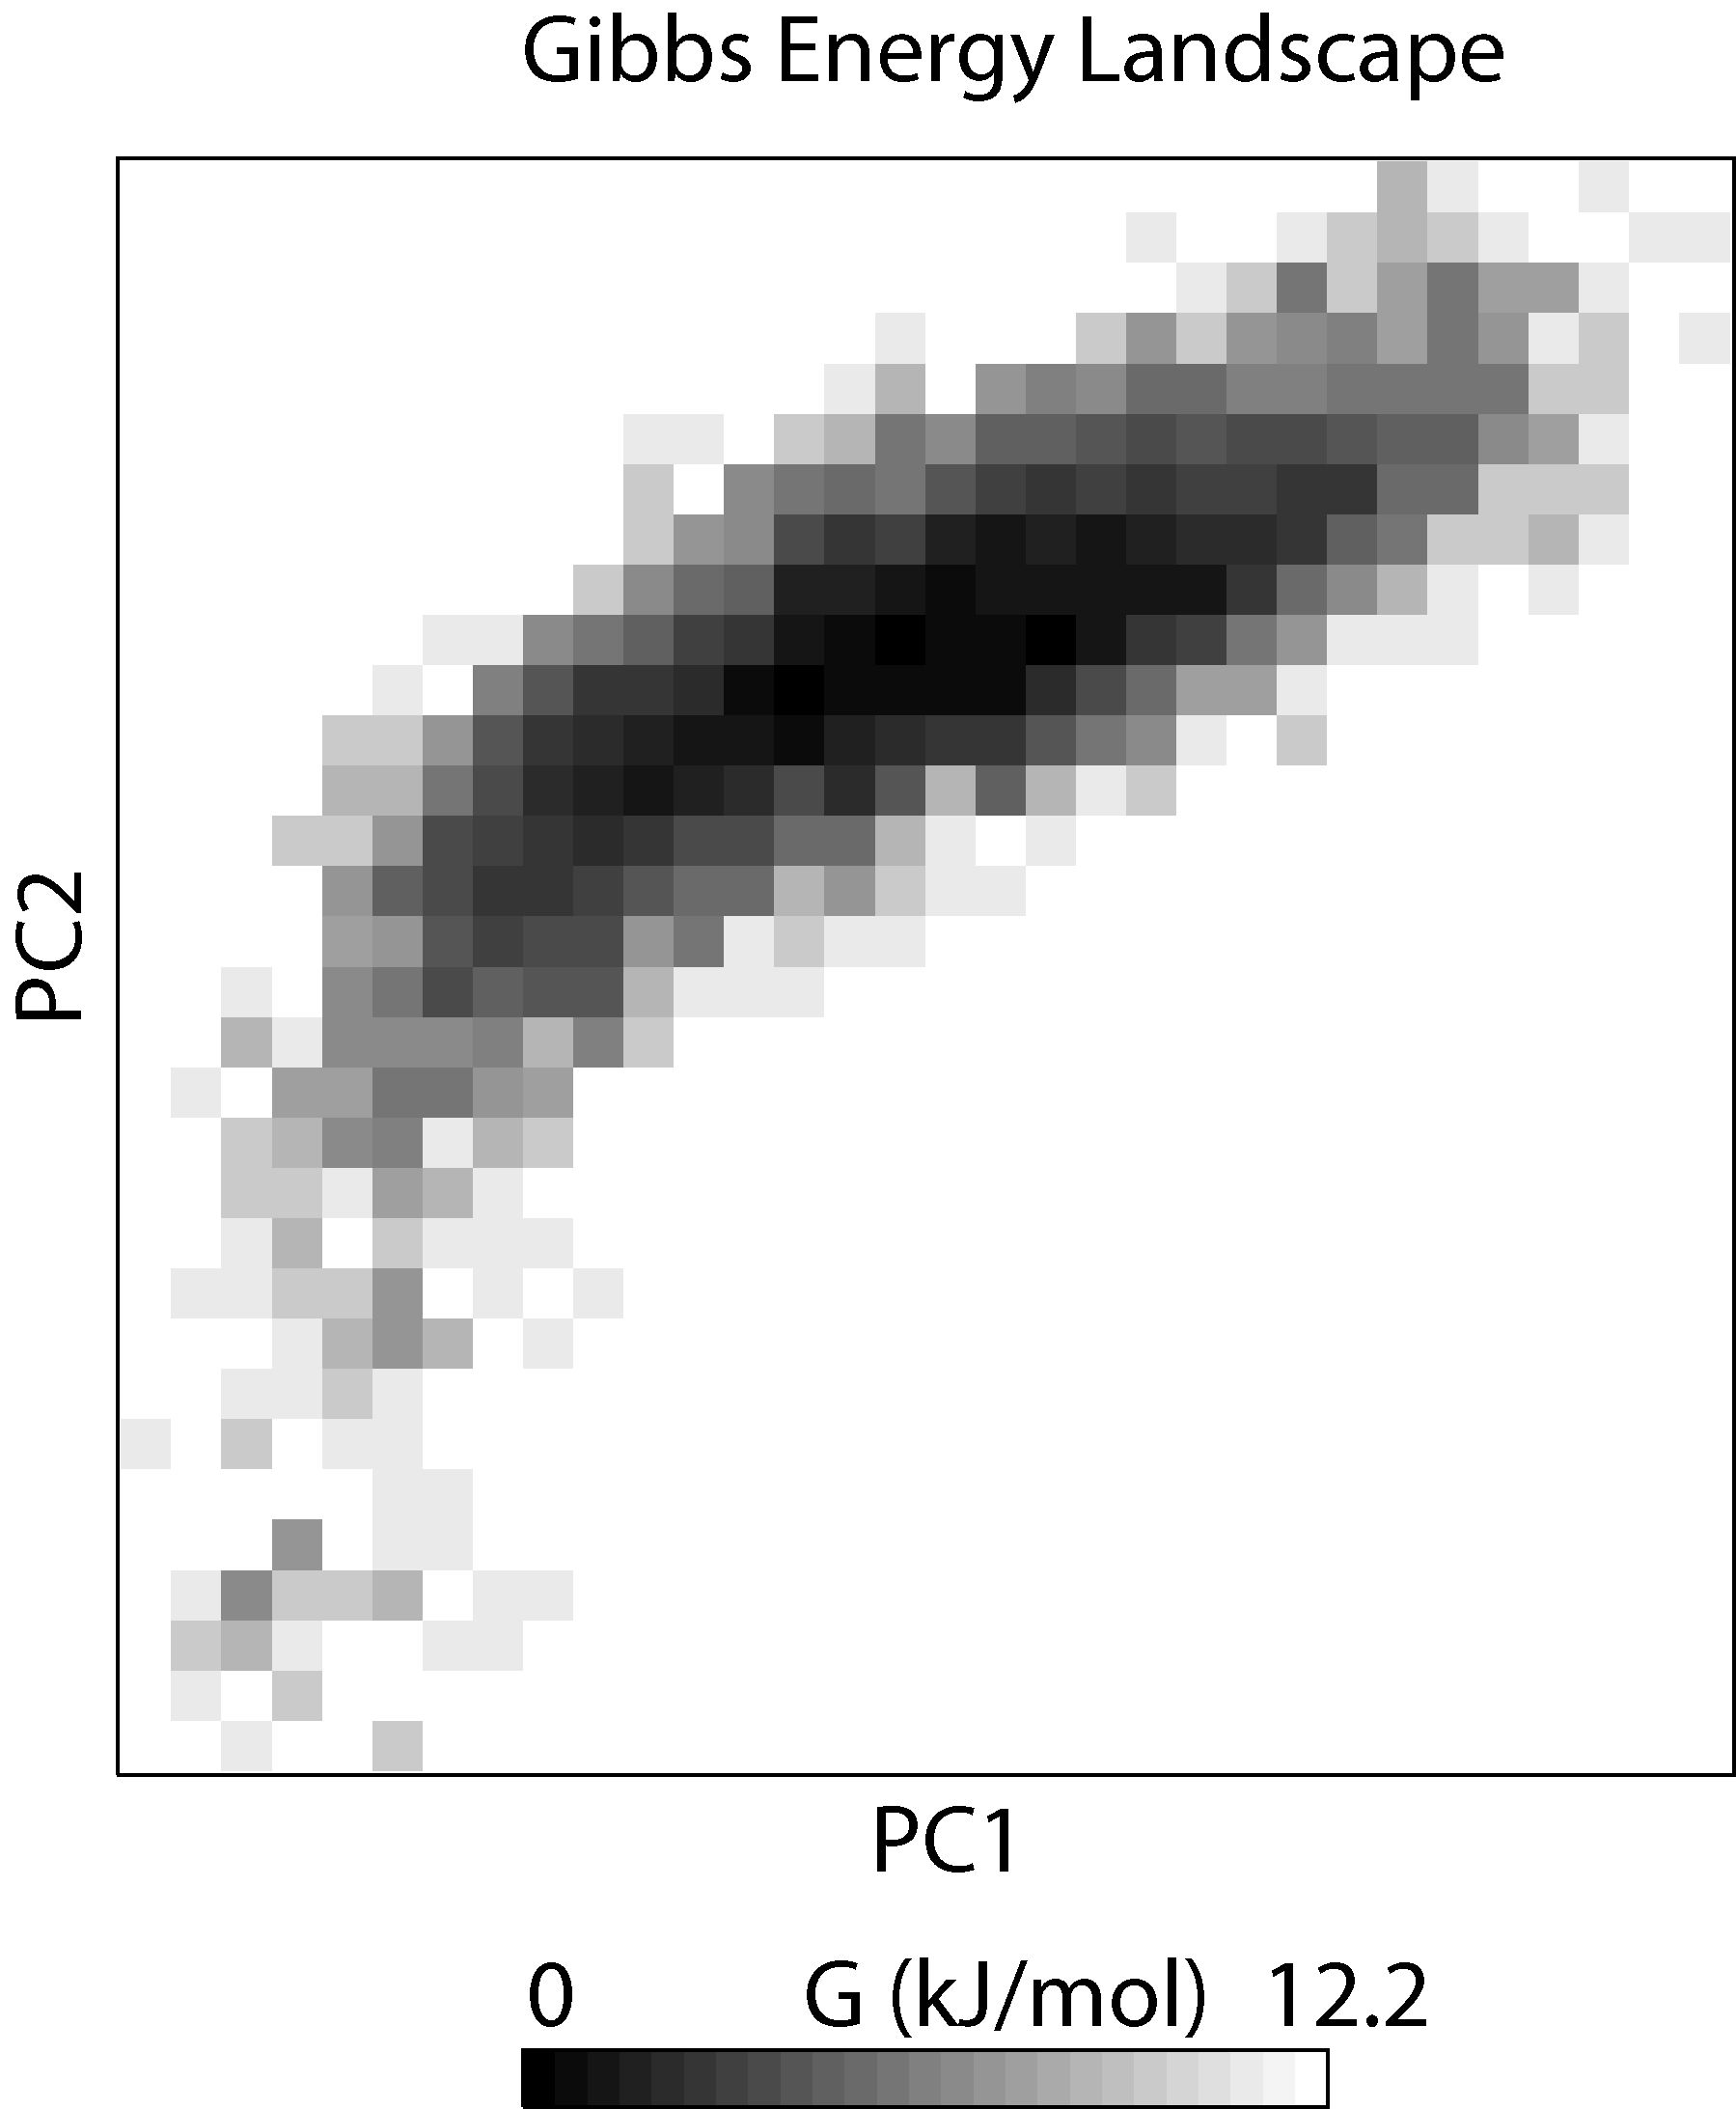 Gibbs Energy Landscape
PC2
PC1
0 G (kJ/mol) 12.2